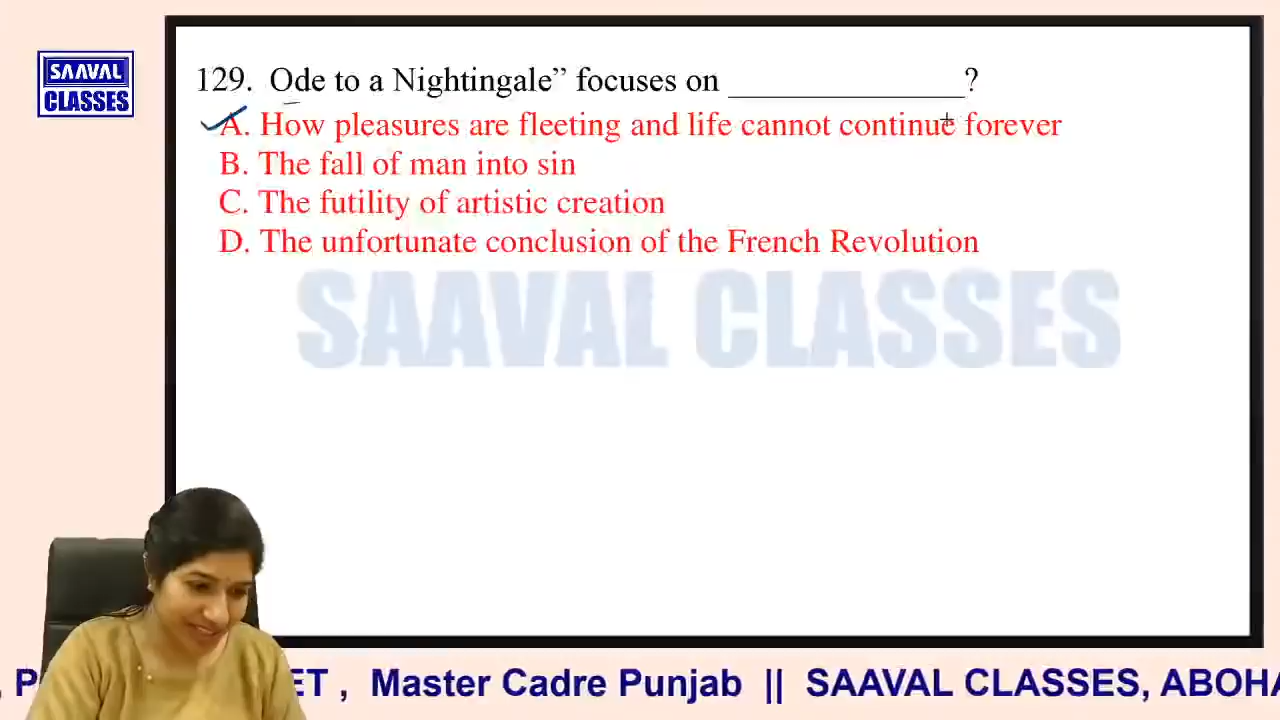 SAAVAL
CLASSES
129. Ode to a Nightingale” focuses on _______________?
A. How pleasures are fleeting and life cannot continue forever
B. The fall of man into sin
C. The futility of artistic creation
D. The unfortunate conclusion of the French Revolution
SAAVAL CLASSES
ET , Master Cadre Punjab || SAAVAL CLASSES,